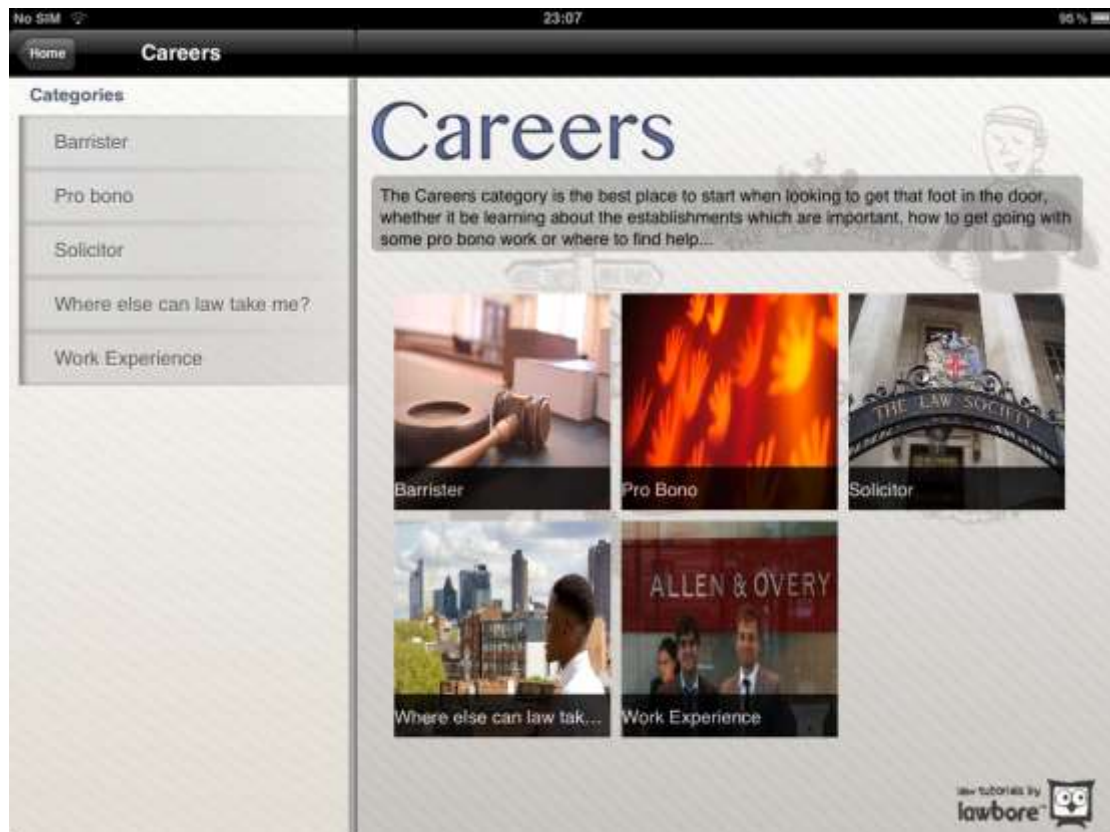 No SIM 23:07 95 %
Home Careers
Categories
Barrister
Pro bono
Solicitor
Where else can law take me?
Work Experience
Careers
The Careers category is the best place to start when looking to get that foot in the door,
whether it be learning about the establishments which are important, how to get going with
some pro bono work or where to find help...
THE LAW SOCIETY
Barrister
Pro Bono
Solicitor
ALLEN & OVERY
Where else can law tak...
Work Experience
law tutorials by
lawbore